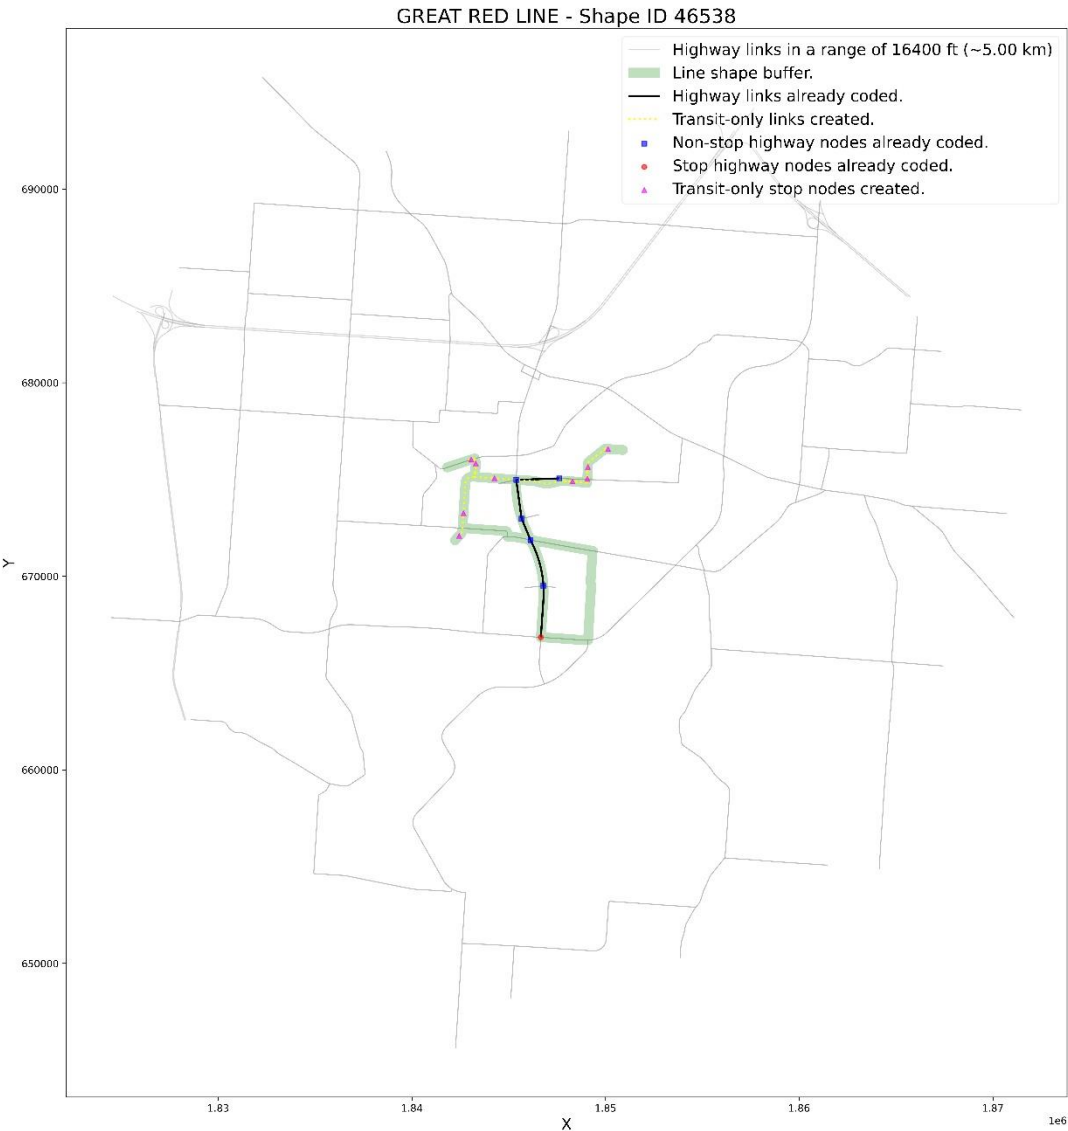 GREAT RED LINE - Shape ID 46538
Highway links in a range of 16400 ft (~5.00 km)
Line shape buffer.
Highway links already coded.
Transit-only links created.
Non-stop highway nodes already coded.
Stop highway nodes already coded.
Transit-only stop nodes created.
690000
680000
Y
670000
660000
650000
1.83
1.84
1.85
1.86
1.87
X
1e6